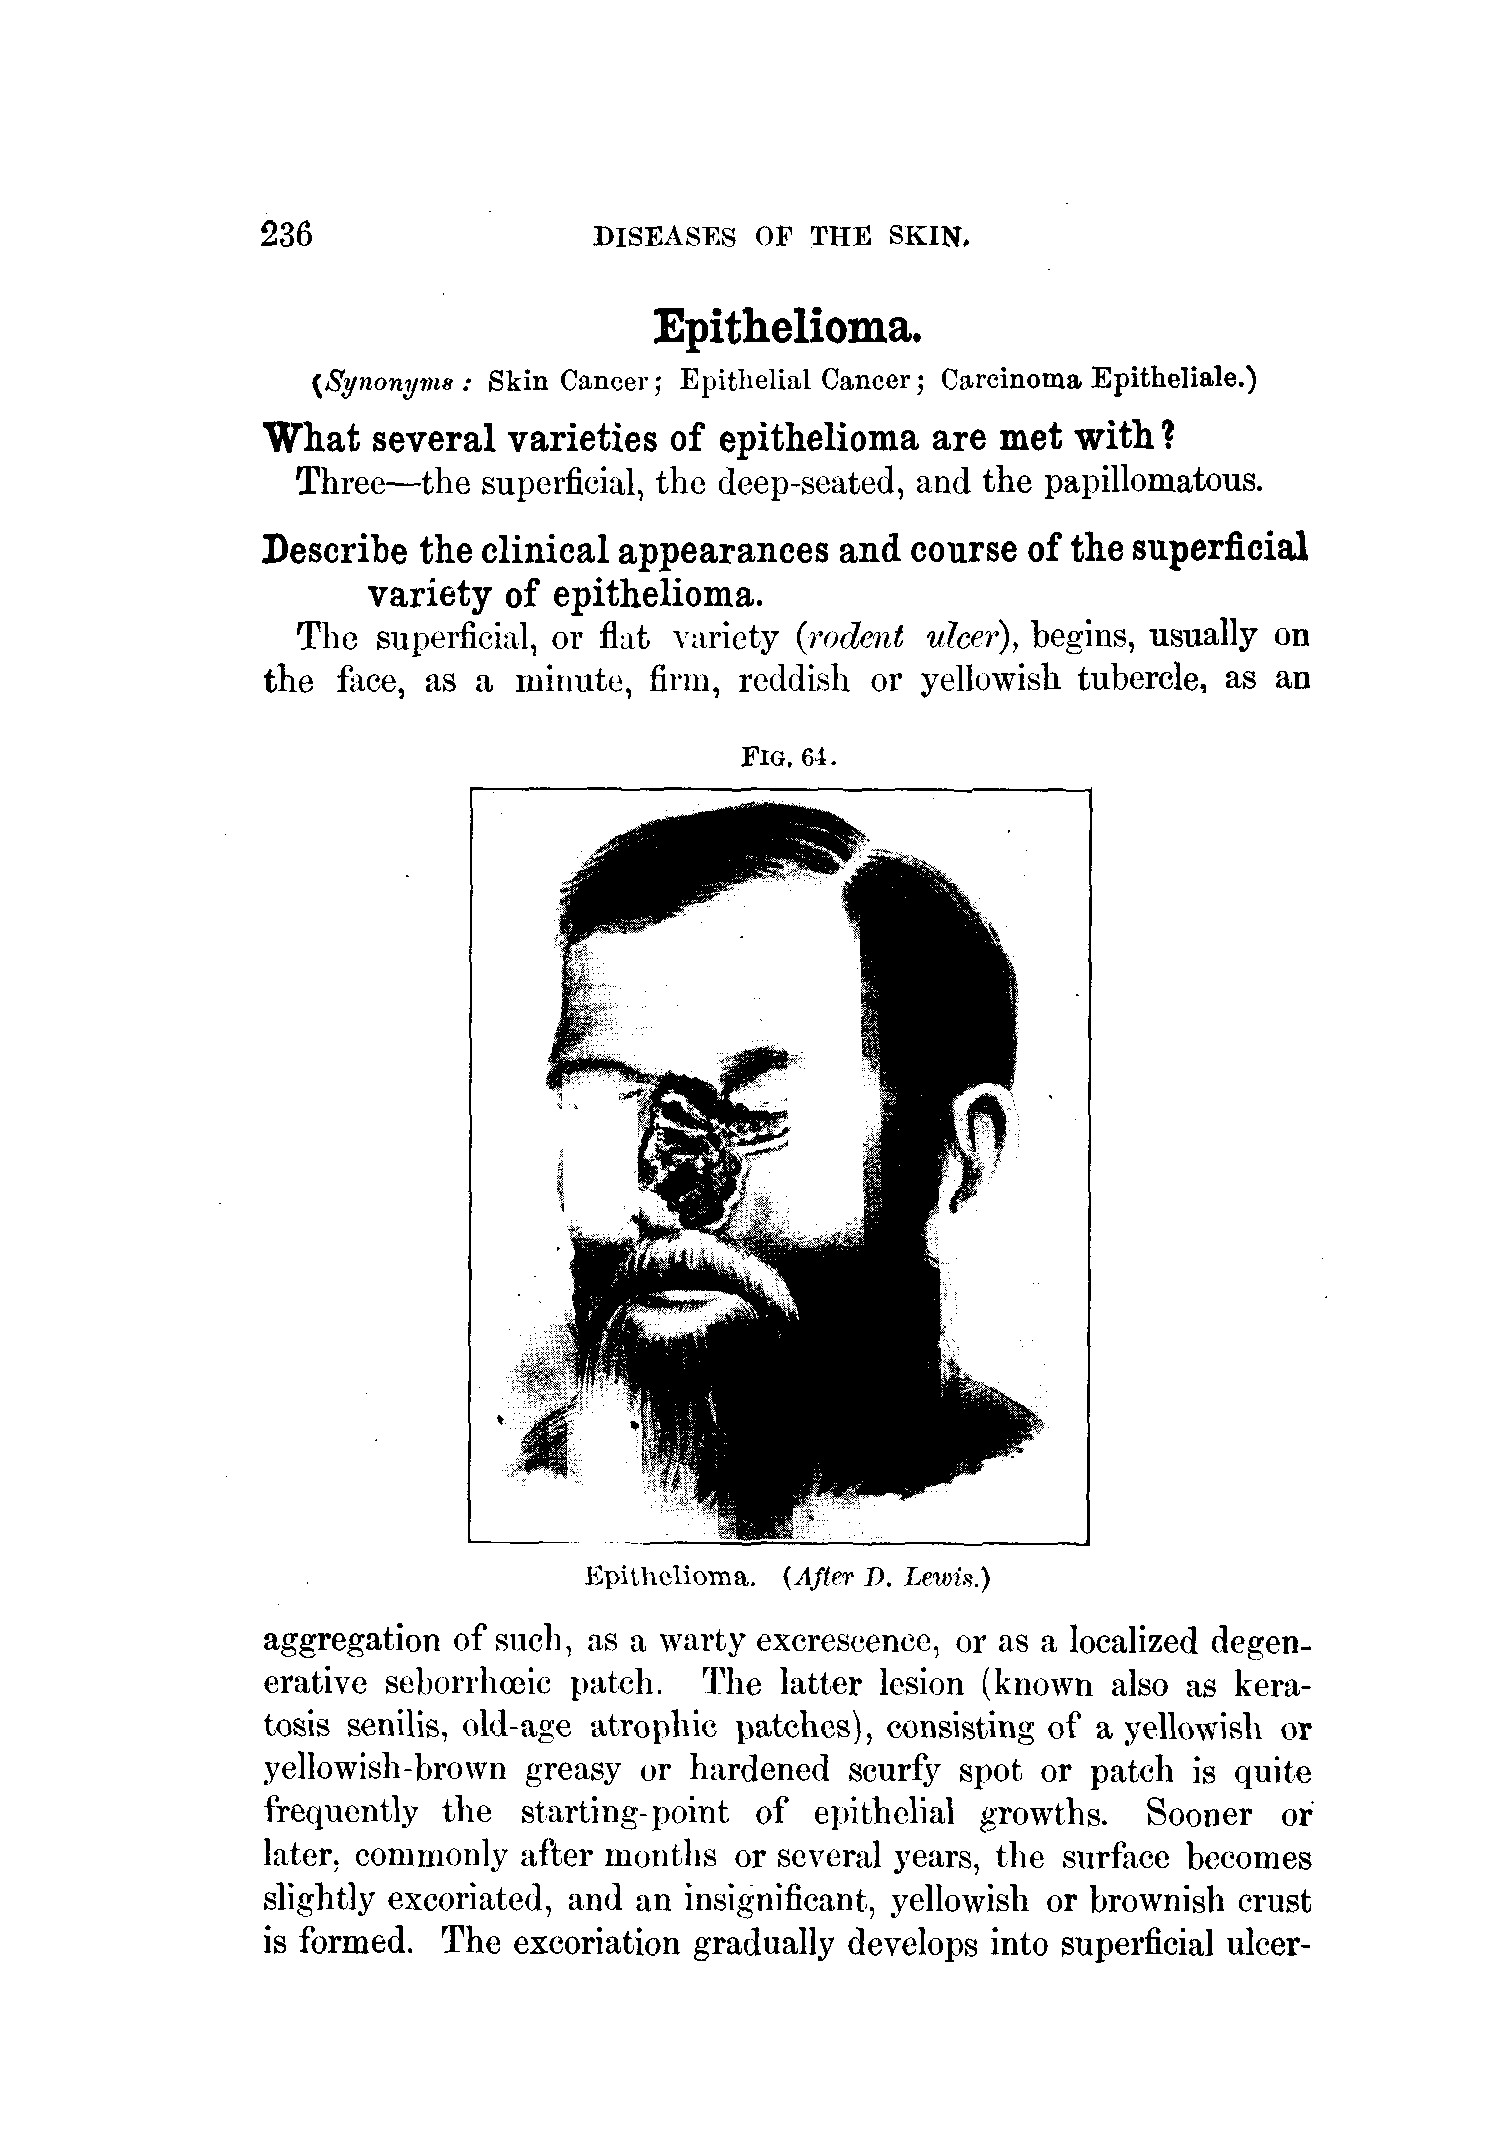 236 DISEASES OF THE SKIN.
Epithelioma.
(Synonyms: Skin Cancer; Epithelial Cancer; Carcinoma Epitheliale.)
What several varieties of epithelioma are met with?
Three—the superficial, the deep-seated, and the papillomatous.
Describe the clinical appearances and course of the superficial
variety of epithelioma.
The superficial, or flat variety (rodent ulcer), begins, usually on
the face, as a minute, firm, reddish or yellowish tubercle, as an
FIG. 64.
Epithelioma. (After D. Lewis.)
aggregation of such, as a warty excrescence, or as a localized degen-
erative seborrhœic patch. The latter lesion (known also as kera-
tosis senilis, old-age atrophic patches), consisting of a yellowish or
yellowish-brown greasy or hardened scurfy spot or patch is quite
frequently the starting-point of epithelial growths. Sooner or
later, commonly after months or several years, the surface becomes
slightly excoriated, and an insignificant, yellowish or brownish crust
is formed. The excoriation gradually develops into superficial ulcer-